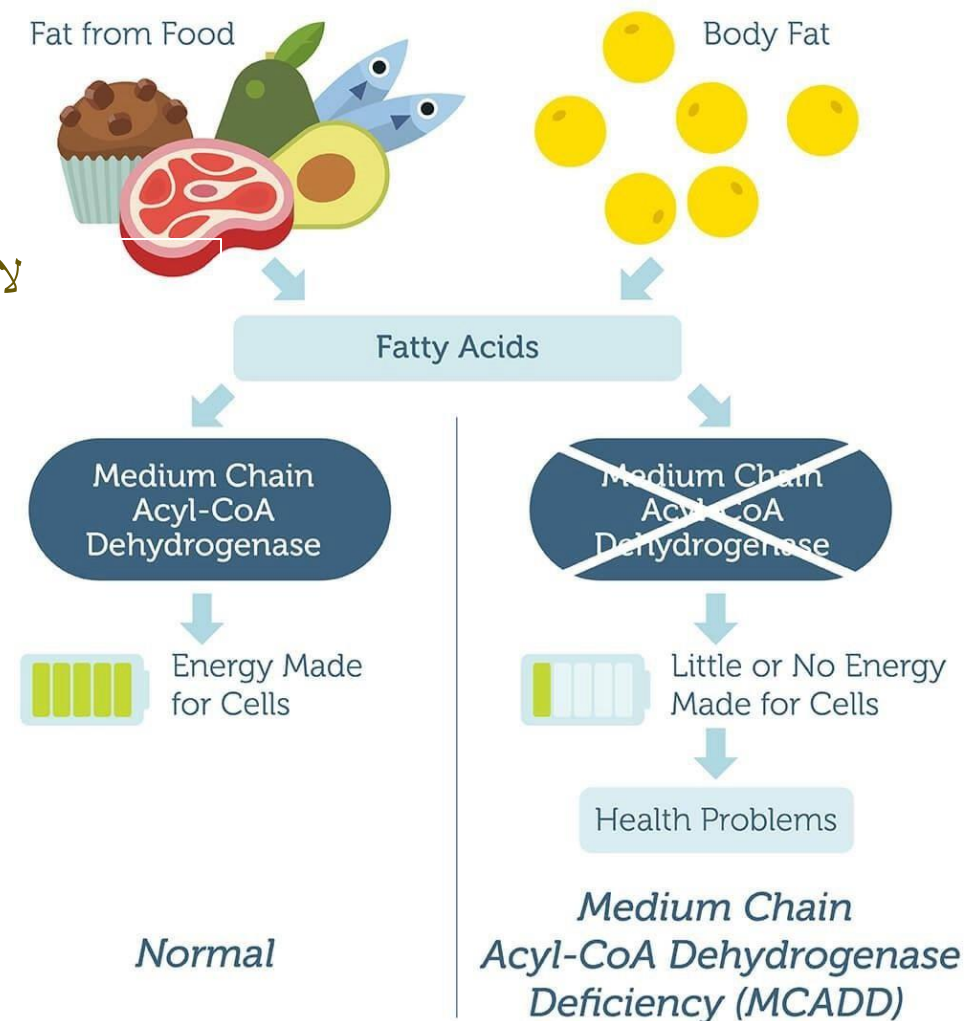 Fat from Food
Body Fat
ע
Fatty Acids
Medium Chain
Acyl-CoA
Dehydrogenase
Medium Chain
Acyl-CoA
Dehydrogenase
Energy Made
for Cells
Little or No Energy
Made for Cells
Health Problems
Normal
Medium Chain
Acyl-CoA Dehydrogenase
Deficiency (MCADD)